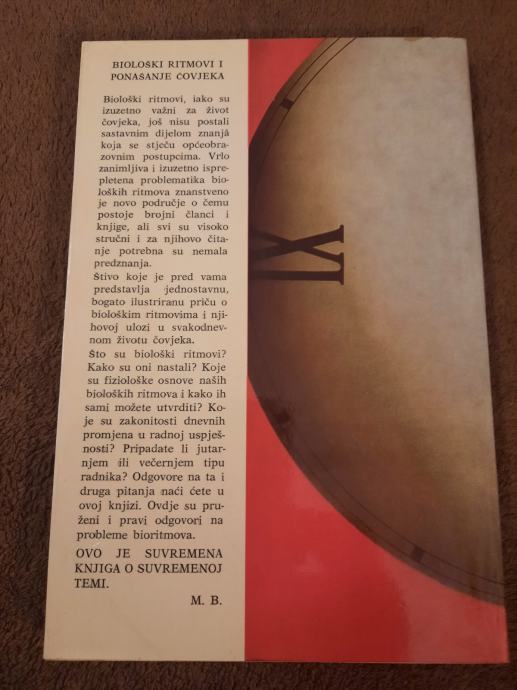 BIOLOŠKI RITMOVI I
PONAŠANJE ČOVJEKA
Biološki ritmovi, iako su
izuzetno važni za život
čovjeka, još nisu postali
sastavnim dijelom znanjâ
koja se stječu općeobra-
zovnim postupcima. Vrlo
zanimljiva i izuzetno ispre-
pletena problematika bio-
loških ritmova znanstveno
je novo područje o čemu
postoje brojni članci i
knjige, ali svi su visoko
stručni i za njihovo čita-
nje potrebna su nemala
predznanja.
Štivo koje je pred vama
predstavlja jednostavnu,
bogato ilustriranu priču o
biološkim ritmovima i nji-
hovoj ulozi u svakodnev-
nom životu čovjeka.
Što su biološki ritmovi?
Kako su oni nastali? Koje
su fiziološke osnove naših
bioloških ritmova i kako ih
sami možete utvrditi? Ko-
je su zakonitosti dnevnih
promjena u radnoj uspješ-
nosti? Pripadate li jutar-
njem ili večernjem tipu
radnika? Odgovore na ta i
druga pitanja naći ćete u
ovoj knjizi. Ovdje su pru-
ženi i pravi odgovori na
probleme bioritmova.
OVO JE SUVREMENA
KNJIGA O SUVREMENOJ
TEMI.
M. B.
IX